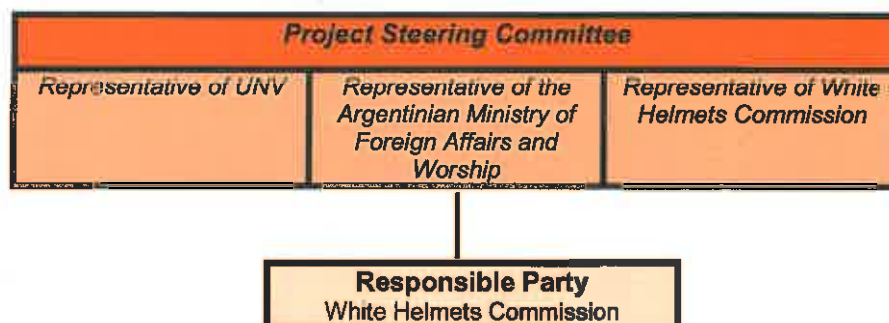 Project Steering Committee
Representative of UNV
Representative of the
Argentinian Ministry of
Foreign Affairs and
Worship
Representative of White
Helmets Commission
Responsible Party
White Helmets Commission